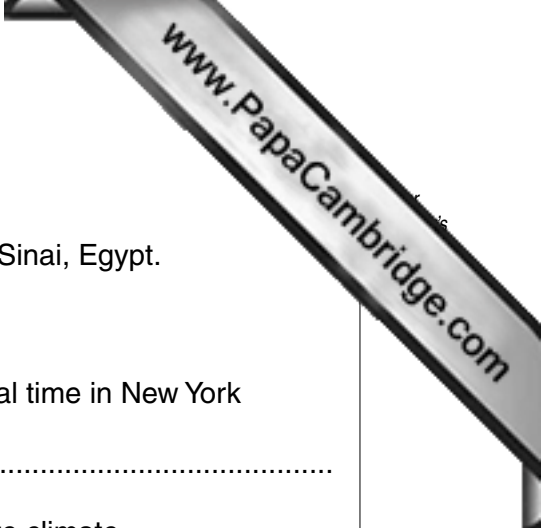 www.PapaCambridge.com
Sinai, Egypt.
al time in New York
........................................
climate